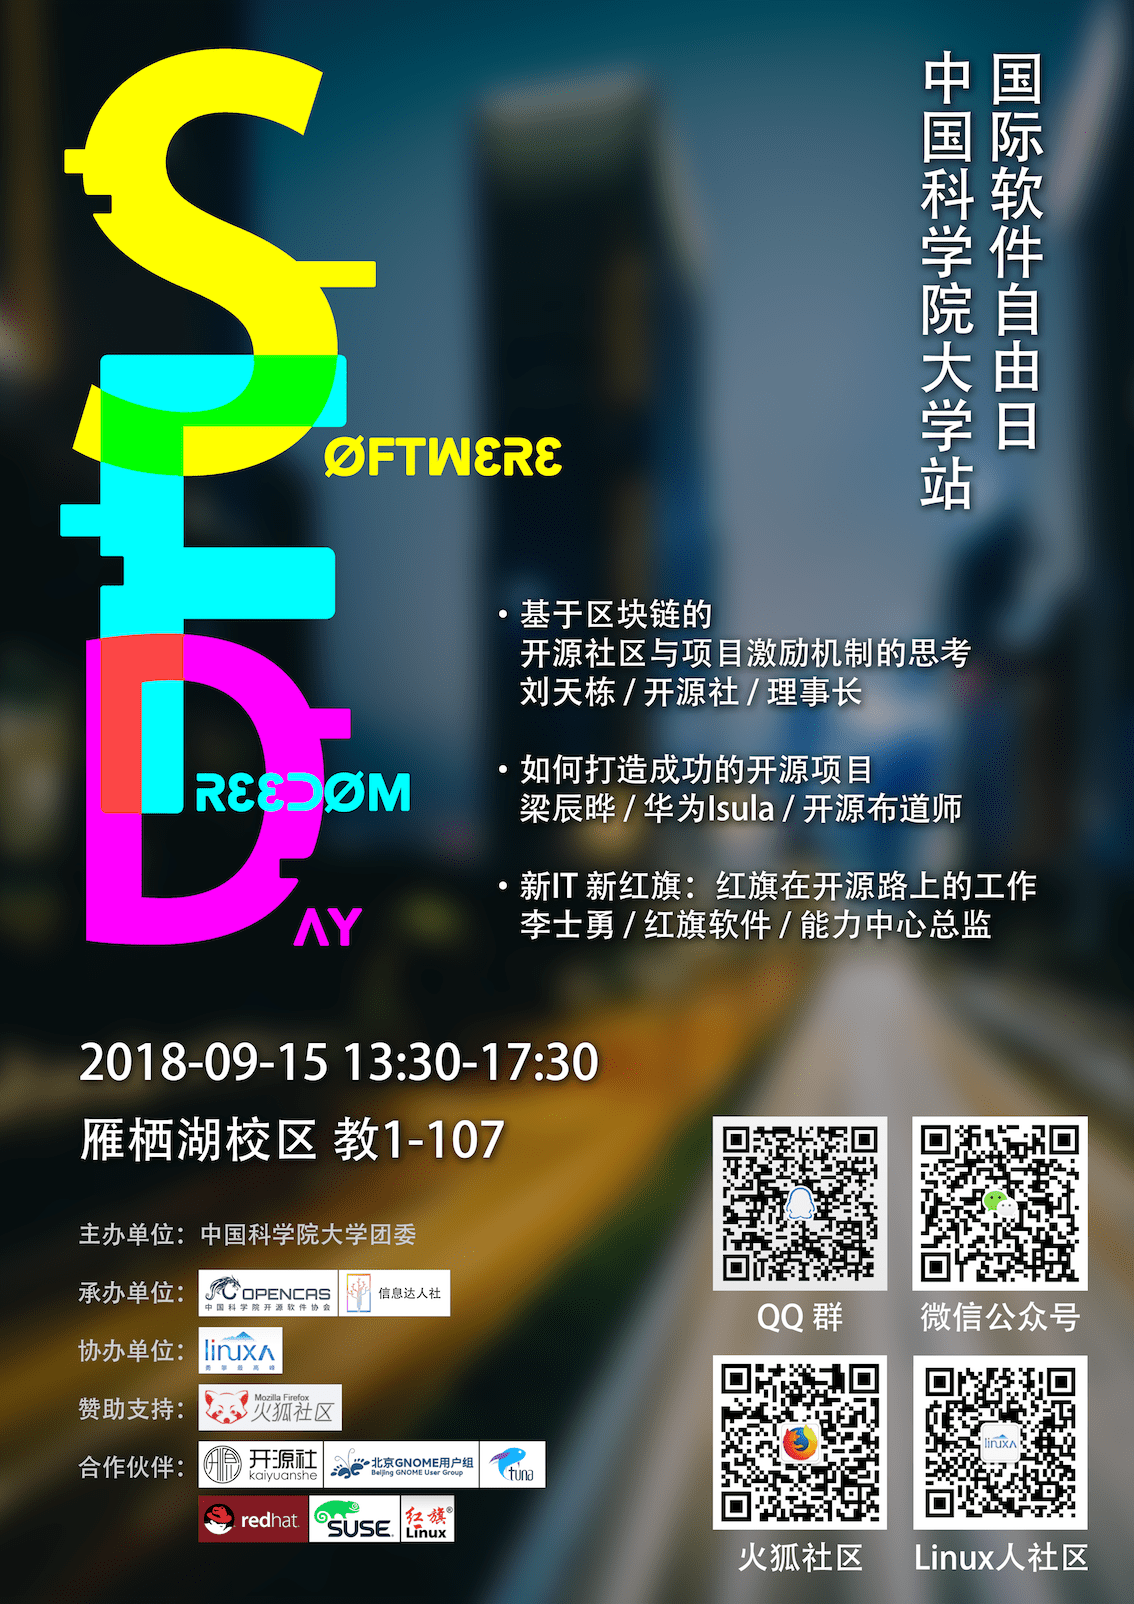 国际软件自由日
中国科学院大学站
SOFTWERE
FREEDOM
DAY
• 基于区块链的
开源社区与项目激励机制的思考
刘天栋 / 开源社 / 理事长
• 如何打造成功的开源项目
梁辰晔 / 华为Isula / 开源布道师
• 新IT 新红旗：红旗在开源路上的工作
李士勇 / 红旗软件 / 能力中心总监
2018-09-15 13:30-17:30
雁栖湖校区 教1-107
主办单位：中国科学院大学团委
承办单位：OPENCAS 中国科学院开源软件协会 信息达人社
协办单位：linuxA
赞助支持：Mozilla Firefox 火狐社区
合作伙伴：开源社 kaiyuanshe 北京GNOME用户组 Beijing GNOME User Group tuna
redhat. SUSE. 红旗® Linux
QQ 群
微信公众号
linuxA
火狐社区
Linux人社区